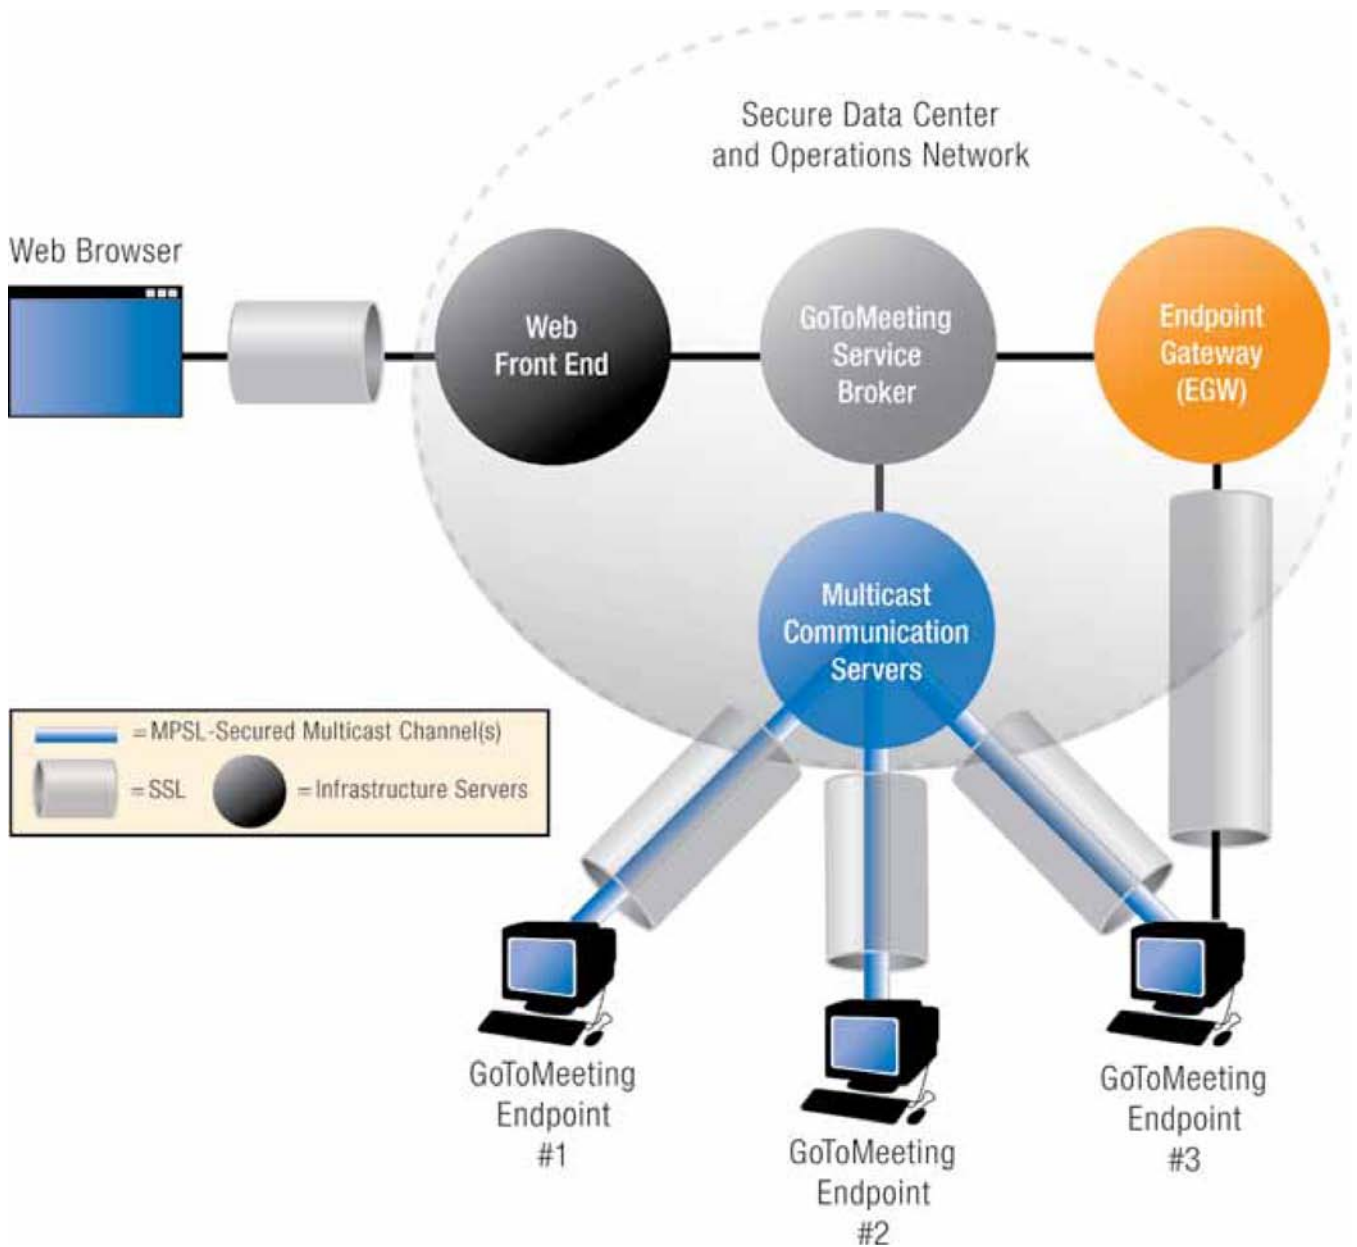 Secure Data Center
and Operations Network
Web Browser
Web
Front End
GoToMeeting
Service
Broker
Endpoint
Gateway
(EGW)
Multicast
Communication
Servers
= MPSL-Secured Multicast Channel(s)
= SSL
= Infrastructure Servers
GoToMeeting
Endpoint
#1
GoToMeeting
Endpoint
#2
GoToMeeting
Endpoint
#3